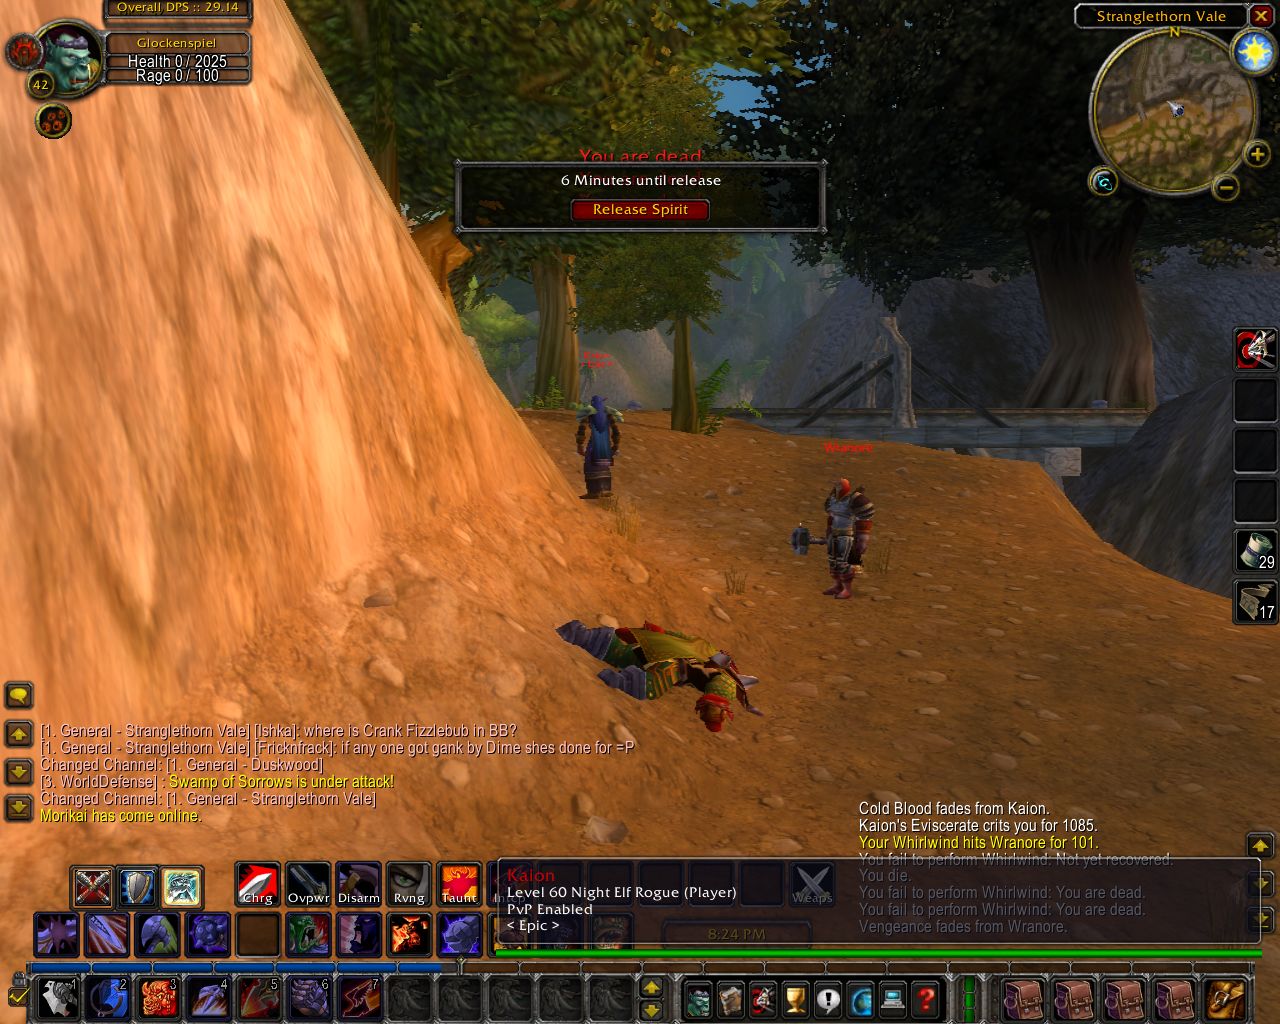 Overall DPS :: 29.14
Stranglethorn Vale
N
Glockenspiel
Health 0 / 2025
Rage 0 / 100
42
You are dead
6 Minutes until release
Release Spirit
Wranore
29
17
[1. General - Stranglethorn Vale] [Ishka]: where is Crank Fizzlebub in BB?
[1. General - Stranglethorn Vale] [Fricknfrack]: if any one got gank by Dime shes done for =P
Changed Channel: [1. General - Duskwood]
[3. WorldDefense] : Swamp of Sorrows is under attack!
Changed Channel: [1. General - Stranglethorn Vale]
Morikai has come online.
Cold Blood fades from Kaion.
Kaion's Eviscerate crits you for 1085.
Your Whirlwind hits Wranore for 101.
You fail to perform Whirlwind: Not yet recovered.
You die.
You fail to perform Whirlwind: You are dead.
You fail to perform Whirlwind: You are dead.
Vengeance fades from Wranore.
Chrg Ovpwr Disarm Rvng Taunt Intcp Weaps
Kaion
Level 60 Night Elf Rogue (Player)
PvP Enabled
< Epic >
8:24 PM
1 2 3 4 5 6 7